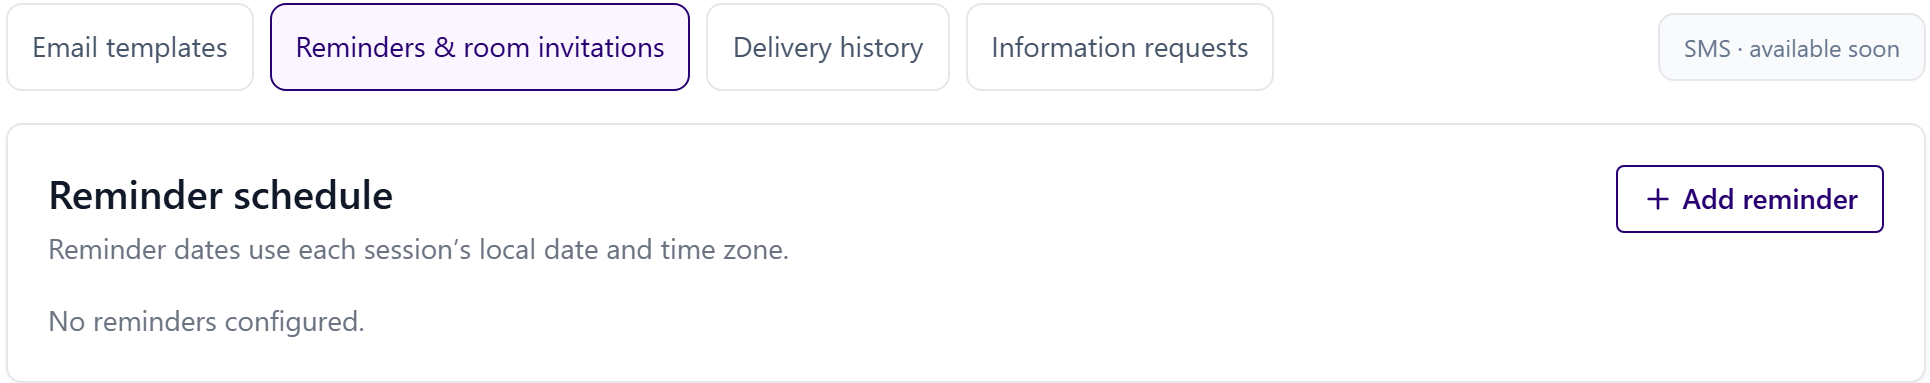 Email templates
Reminders & room invitations
Delivery history
Information requests
SMS · available soon
Reminder schedule
+ Add reminder
Reminder dates use each session’s local date and time zone.
No reminders configured.